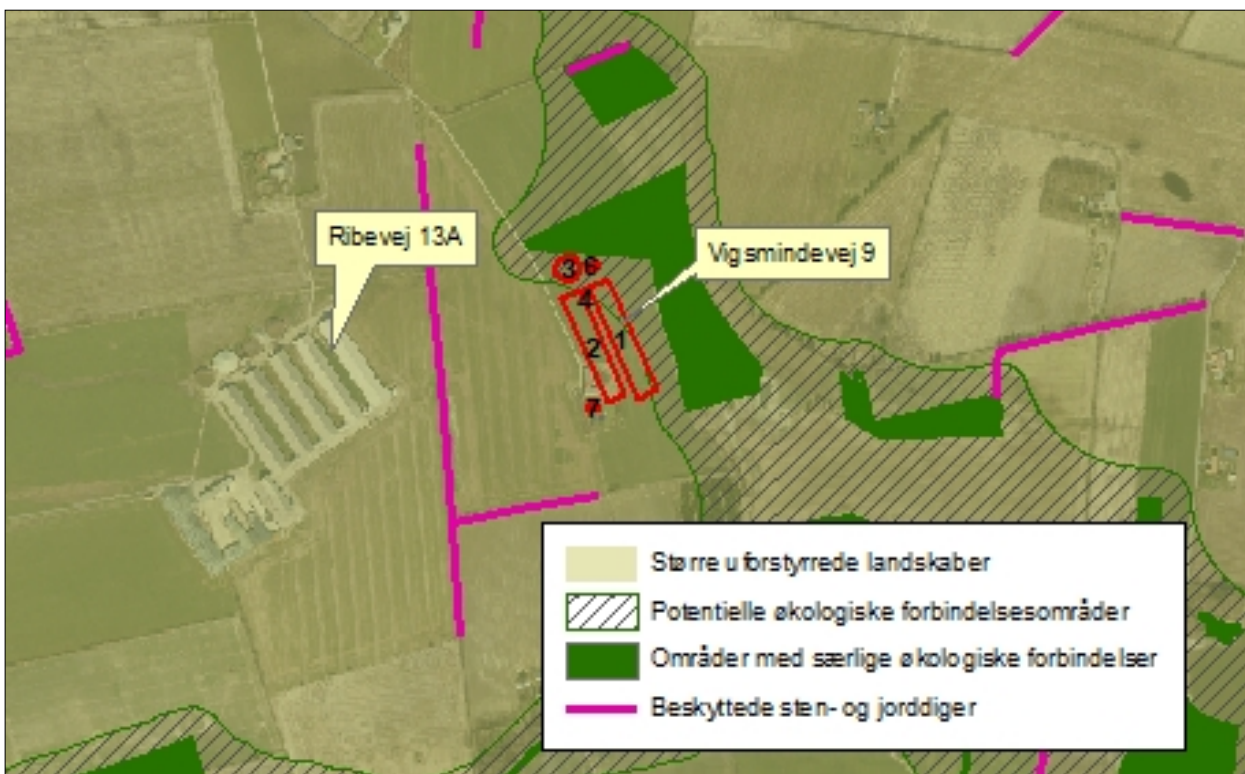 Ribevej 13A
Vigsmindevej 9
3
6
4
2
1
7
Større uforstyrrede landskaber
Potentielle økologiske forbindelsesområder
Områder med særlige økologiske forbindelser
Beskyttede sten- og jorddiger